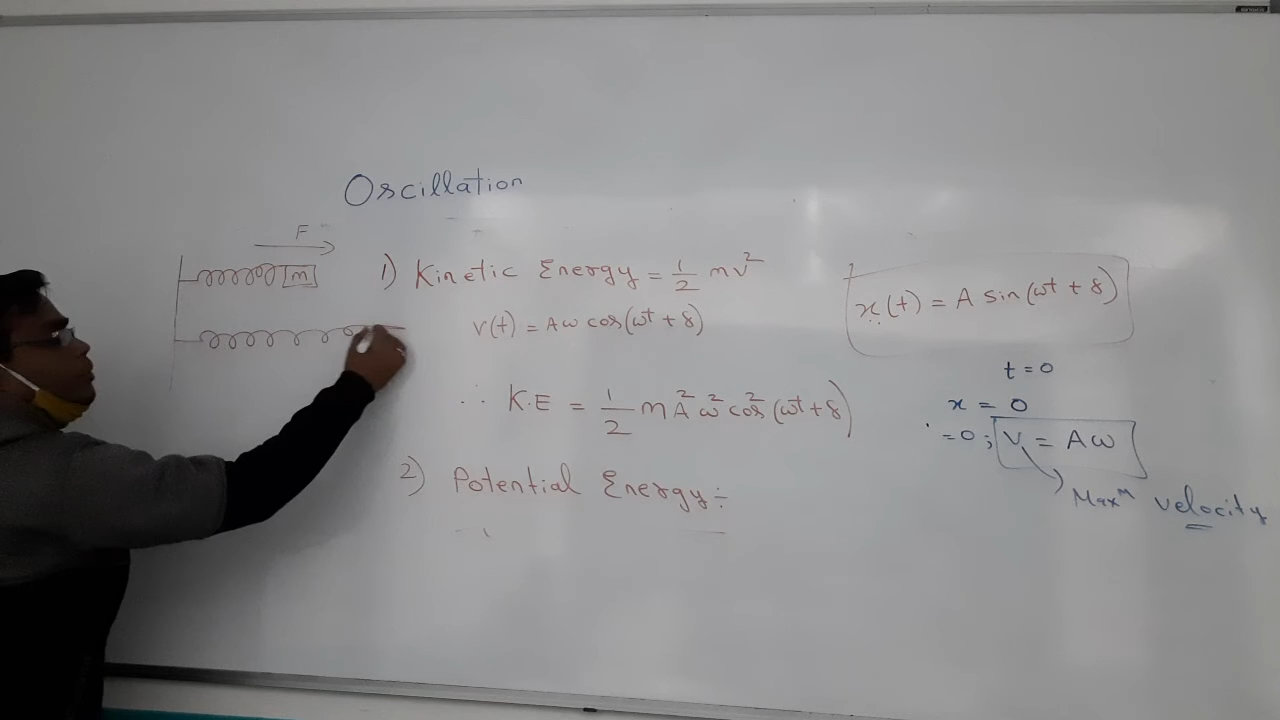 Oscillation
F
m
1) Kinetic Energy = 1/2 mv²
v(t) = Aω cos(ωt + δ)
∴ K.E = 1/2 m A² ω² cos²(ωt + δ)
2) Potential Energy :-
x(t) = A sin(ωt + δ)
t = 0
x = 0
= 0 ; v = Aω
Maxᵐ velocity